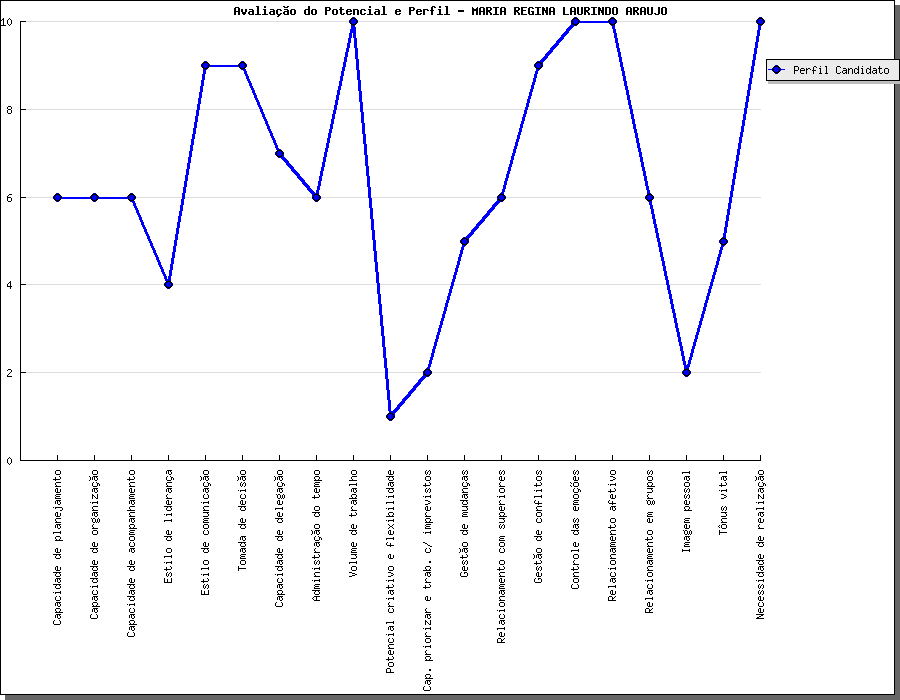 Avaliação do Potencial e Perfil - MARIA REGINA LAURINDO ARAUJO
10
8
6
4
2
0
Perfil Candidato
Capacidade de planejamento
Capacidade de organização
Capacidade de acompanhamento
Estilo de liderança
Estilo de comunicação
Tomada de decisão
Capacidade de delegação
Administração do tempo
Volume de trabalho
Potencial criativo e flexibilidade
Cap. priorizar e trab. c/ imprevistos
Gestão de mudanças
Relacionamento com superiores
Gestão de conflitos
Controle das emoções
Relacionamento afetivo
Relacionamento em grupos
Imagem pessoal
Tônus vital
Necessidade de realização